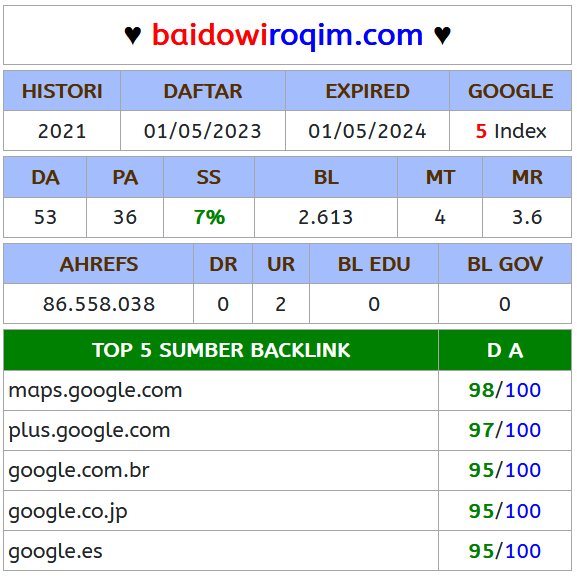 ♥ baidowiroqim.com ♥
HISTORI DAFTAR EXPIRED GOOGLE
2021 01/05/2023 01/05/2024 5 Index
DA PA SS BL MT MR
53 36 7% 2.613 4 3.6
AHREFS DR UR BL EDU BL GOV
86.558.038 0 2 0 0
TOP 5 SUMBER BACKLINK D A
maps.google.com 98/100
plus.google.com 97/100
google.com.br 95/100
google.co.jp 95/100
google.es 95/100